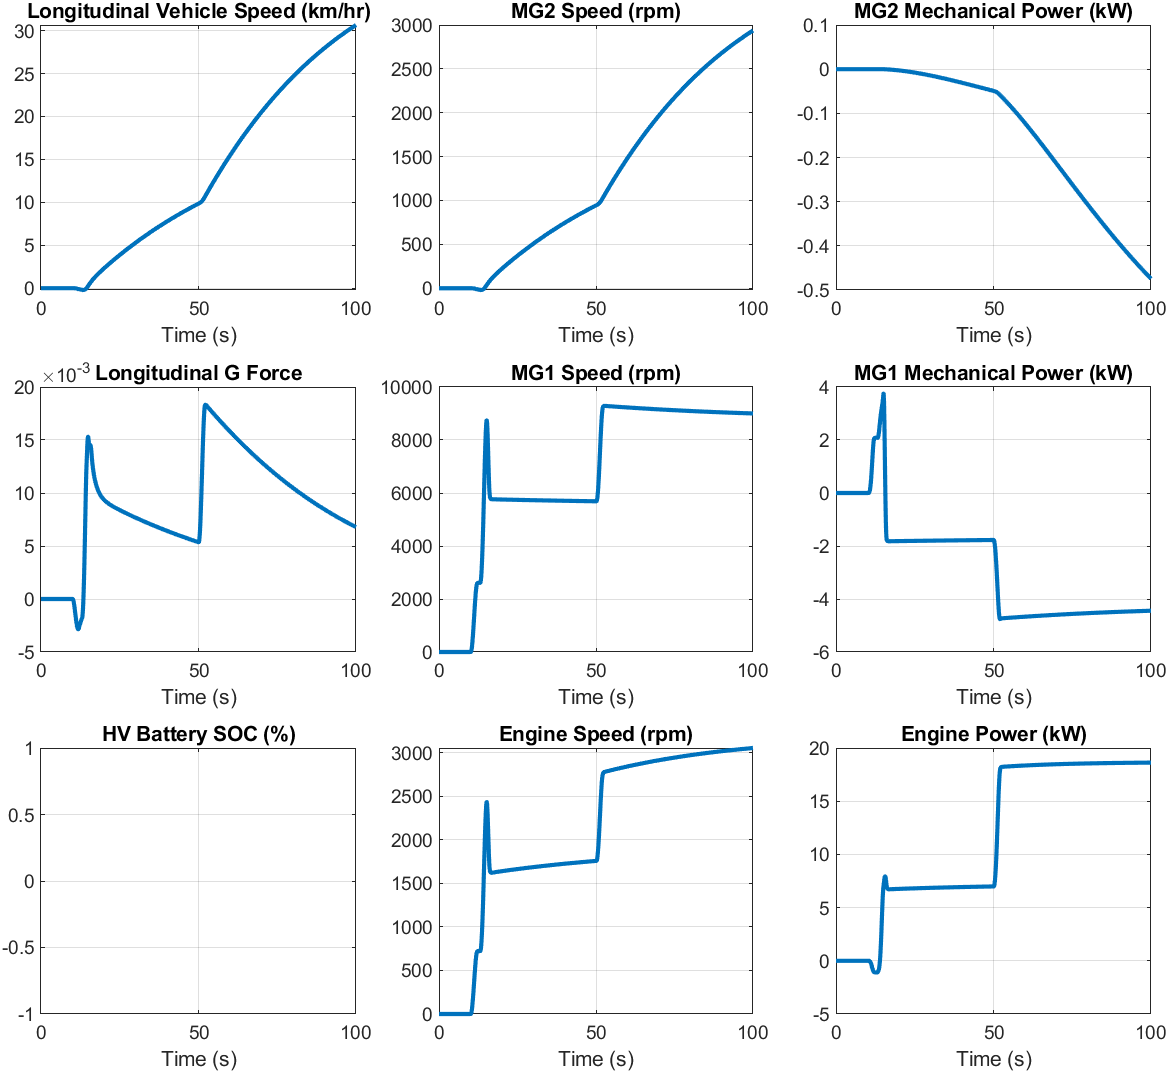 Longitudinal Vehicle Speed (km/hr)
30
25
20
15
10
5
0
0 50 100
Time (s)
MG2 Speed (rpm)
3000
2500
2000
1500
1000
500
0
0 50 100
Time (s)
MG2 Mechanical Power (kW)
0.1
0
-0.1
-0.2
-0.3
-0.4
-0.5
0 50 100
Time (s)
×10⁻³ Longitudinal G Force
20
15
10
5
0
-5
0 50 100
Time (s)
MG1 Speed (rpm)
10000
8000
6000
4000
2000
0
0 50 100
Time (s)
MG1 Mechanical Power (kW)
4
2
0
-2
-4
-6
0 50 100
Time (s)
HV Battery SOC (%)
1
0.5
0
-0.5
-1
0 50 100
Time (s)
Engine Speed (rpm)
3000
2500
2000
1500
1000
500
0
0 50 100
Time (s)
Engine Power (kW)
20
15
10
5
0
-5
0 50 100
Time (s)